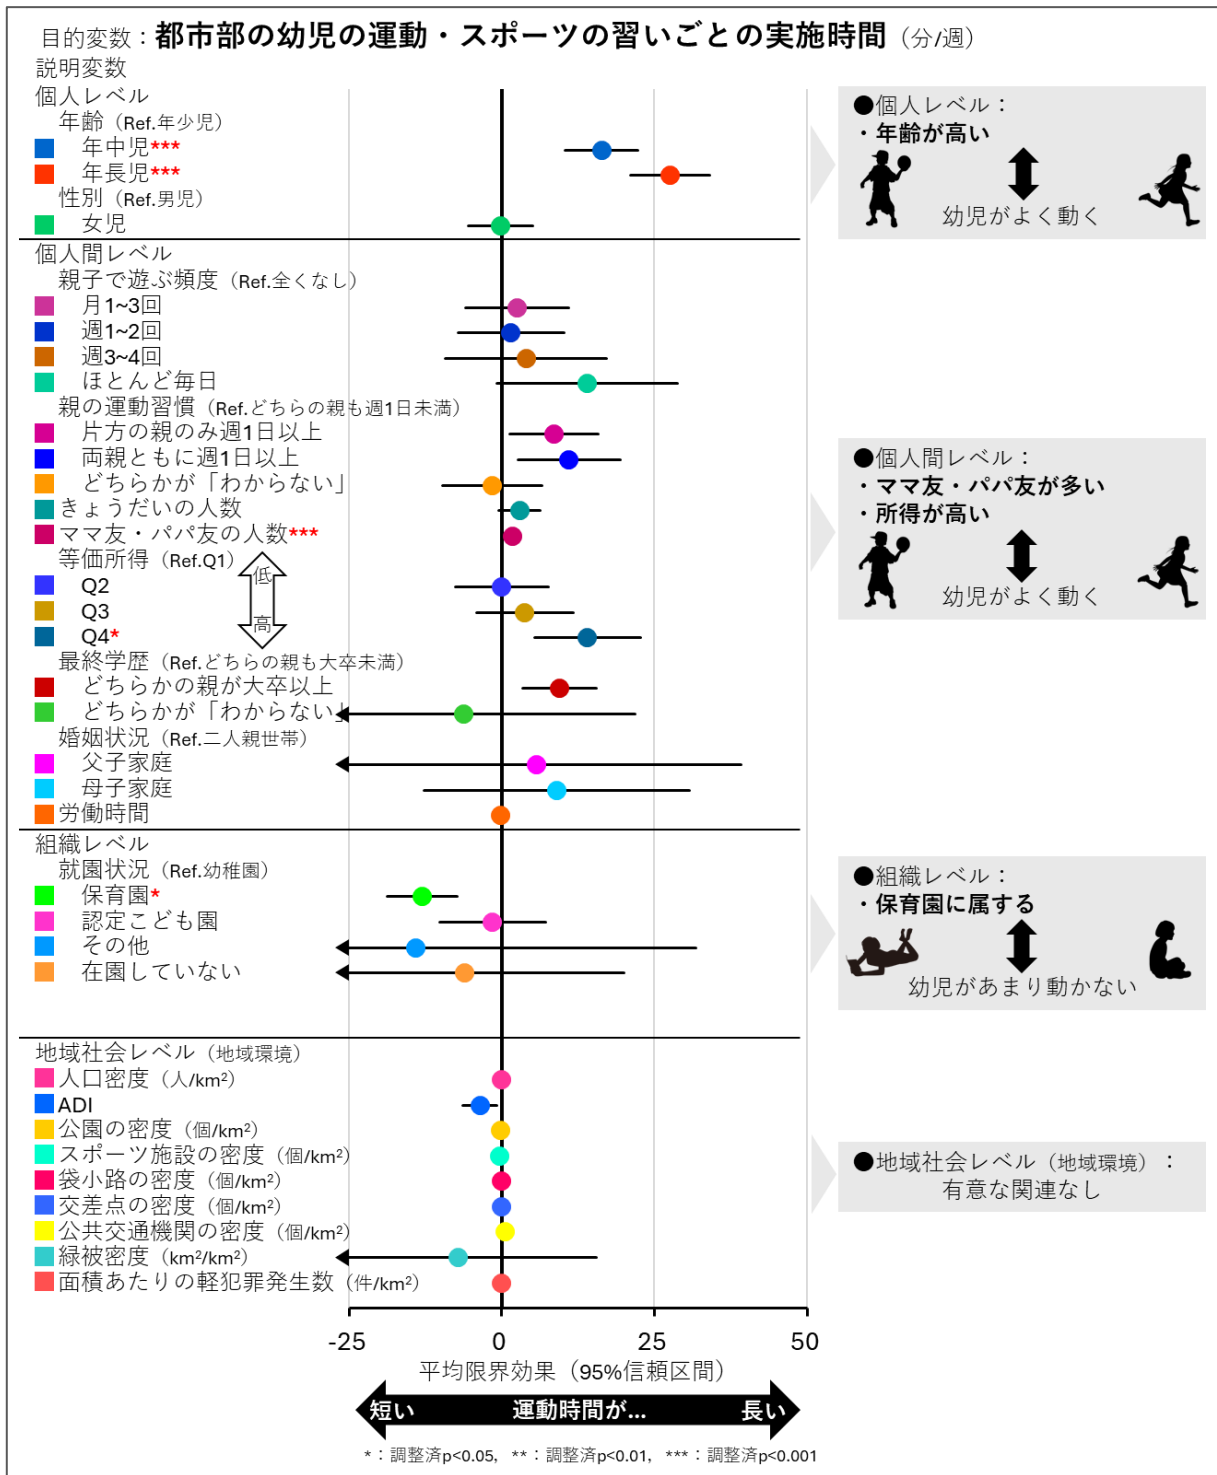 目的変数：都市部の幼児の運動・スポーツの習いごとの実施時間（分/週）
説明変数
個人レベル
年齢（Ref.年少児）
年中児***
年長児***
性別（Ref.男児）
女児
個人間レベル
親子で遊ぶ頻度（Ref.全くなし）
月1~3回
週1~2回
週3~4回
ほとんど毎日
親の運動習慣（Ref.どちらの親も週1日未満）
片方の親のみ週1日以上
両親ともに週1日以上
どちらかが「わからない」
きょうだいの人数
ママ友・パパ友の人数***
等価所得（Ref.Q1）
低
Q2
Q3
高
Q4*
最終学歴（Ref.どちらの親も大卒未満）
どちらかの親が大卒以上
どちらかが「わからない」
婚姻状況（Ref.二人親世帯）
父子家庭
母子家庭
労働時間
組織レベル
就園状況（Ref.幼稚園）
保育園*
認定こども園
その他
在園していない
地域社会レベル（地域環境）
人口密度（人/km²）
ADI
公園の密度（個/km²）
スポーツ施設の密度（個/km²）
袋小路の密度（個/km²）
交差点の密度（個/km²）
公共交通機関の密度（個/km²）
緑被密度（km²/km²）
面積あたりの軽犯罪発生数（件/km²）
-25 0 25 50
平均限界効果（95%信頼区間）
短い 運動時間が... 長い
*：調整済p<0.05, **：調整済p<0.01, ***：調整済p<0.001
●個人レベル：
・年齢が高い
幼児がよく動く
●個人間レベル：
・ママ友・パパ友が多い
・所得が高い
幼児がよく動く
●組織レベル：
・保育園に属する
幼児があまり動かない
●地域社会レベル（地域環境）：
有意な関連なし